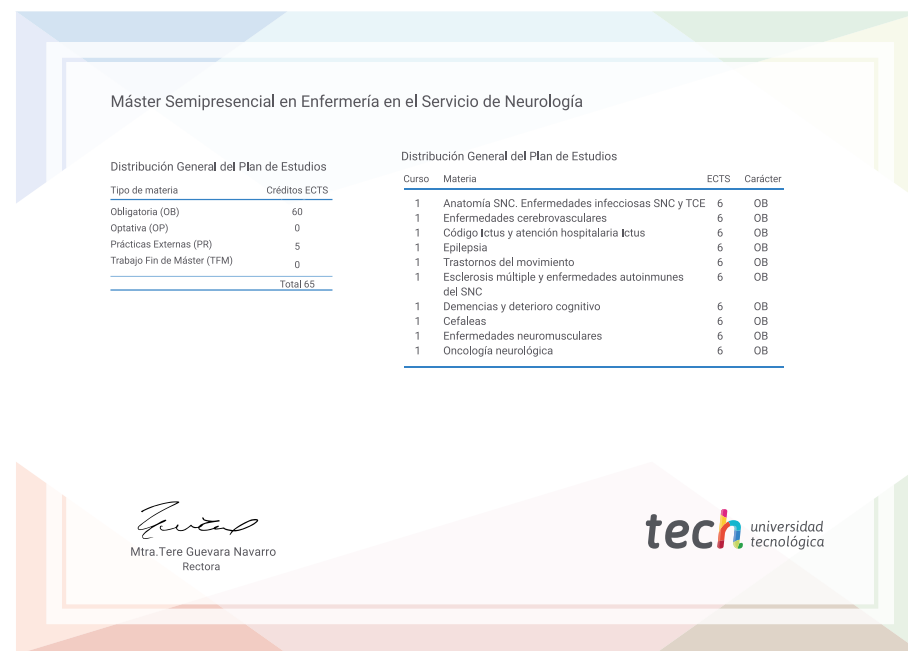 Máster Semipresencial en Enfermería en el Servicio de Neurología
Distribución General del Plan de Estudios
Tipo de materia Créditos ECTS
Obligatoria (OB) 60
Optativa (OP) 0
Prácticas Externas (PR) 5
Trabajo Fin de Máster (TFM) 0
Total 65
Distribución General del Plan de Estudios
Curso Materia ECTS Carácter
1 Anatomía SNC. Enfermedades infecciosas SNC y TCE 6 OB
1 Enfermedades cerebrovasculares 6 OB
1 Código Ictus y atención hospitalaria Ictus 6 OB
1 Epilepsia 6 OB
1 Trastornos del movimiento 6 OB
1 Esclerosis múltiple y enfermedades autoinmunes 6 OB
del SNC
1 Demencias y deterioro cognitivo 6 OB
1 Cefaleas 6 OB
1 Enfermedades neuromusculares 6 OB
1 Oncología neurológica 6 OB
Mtra.Tere Guevara Navarro
Rectora
tech universidad
tecnológica